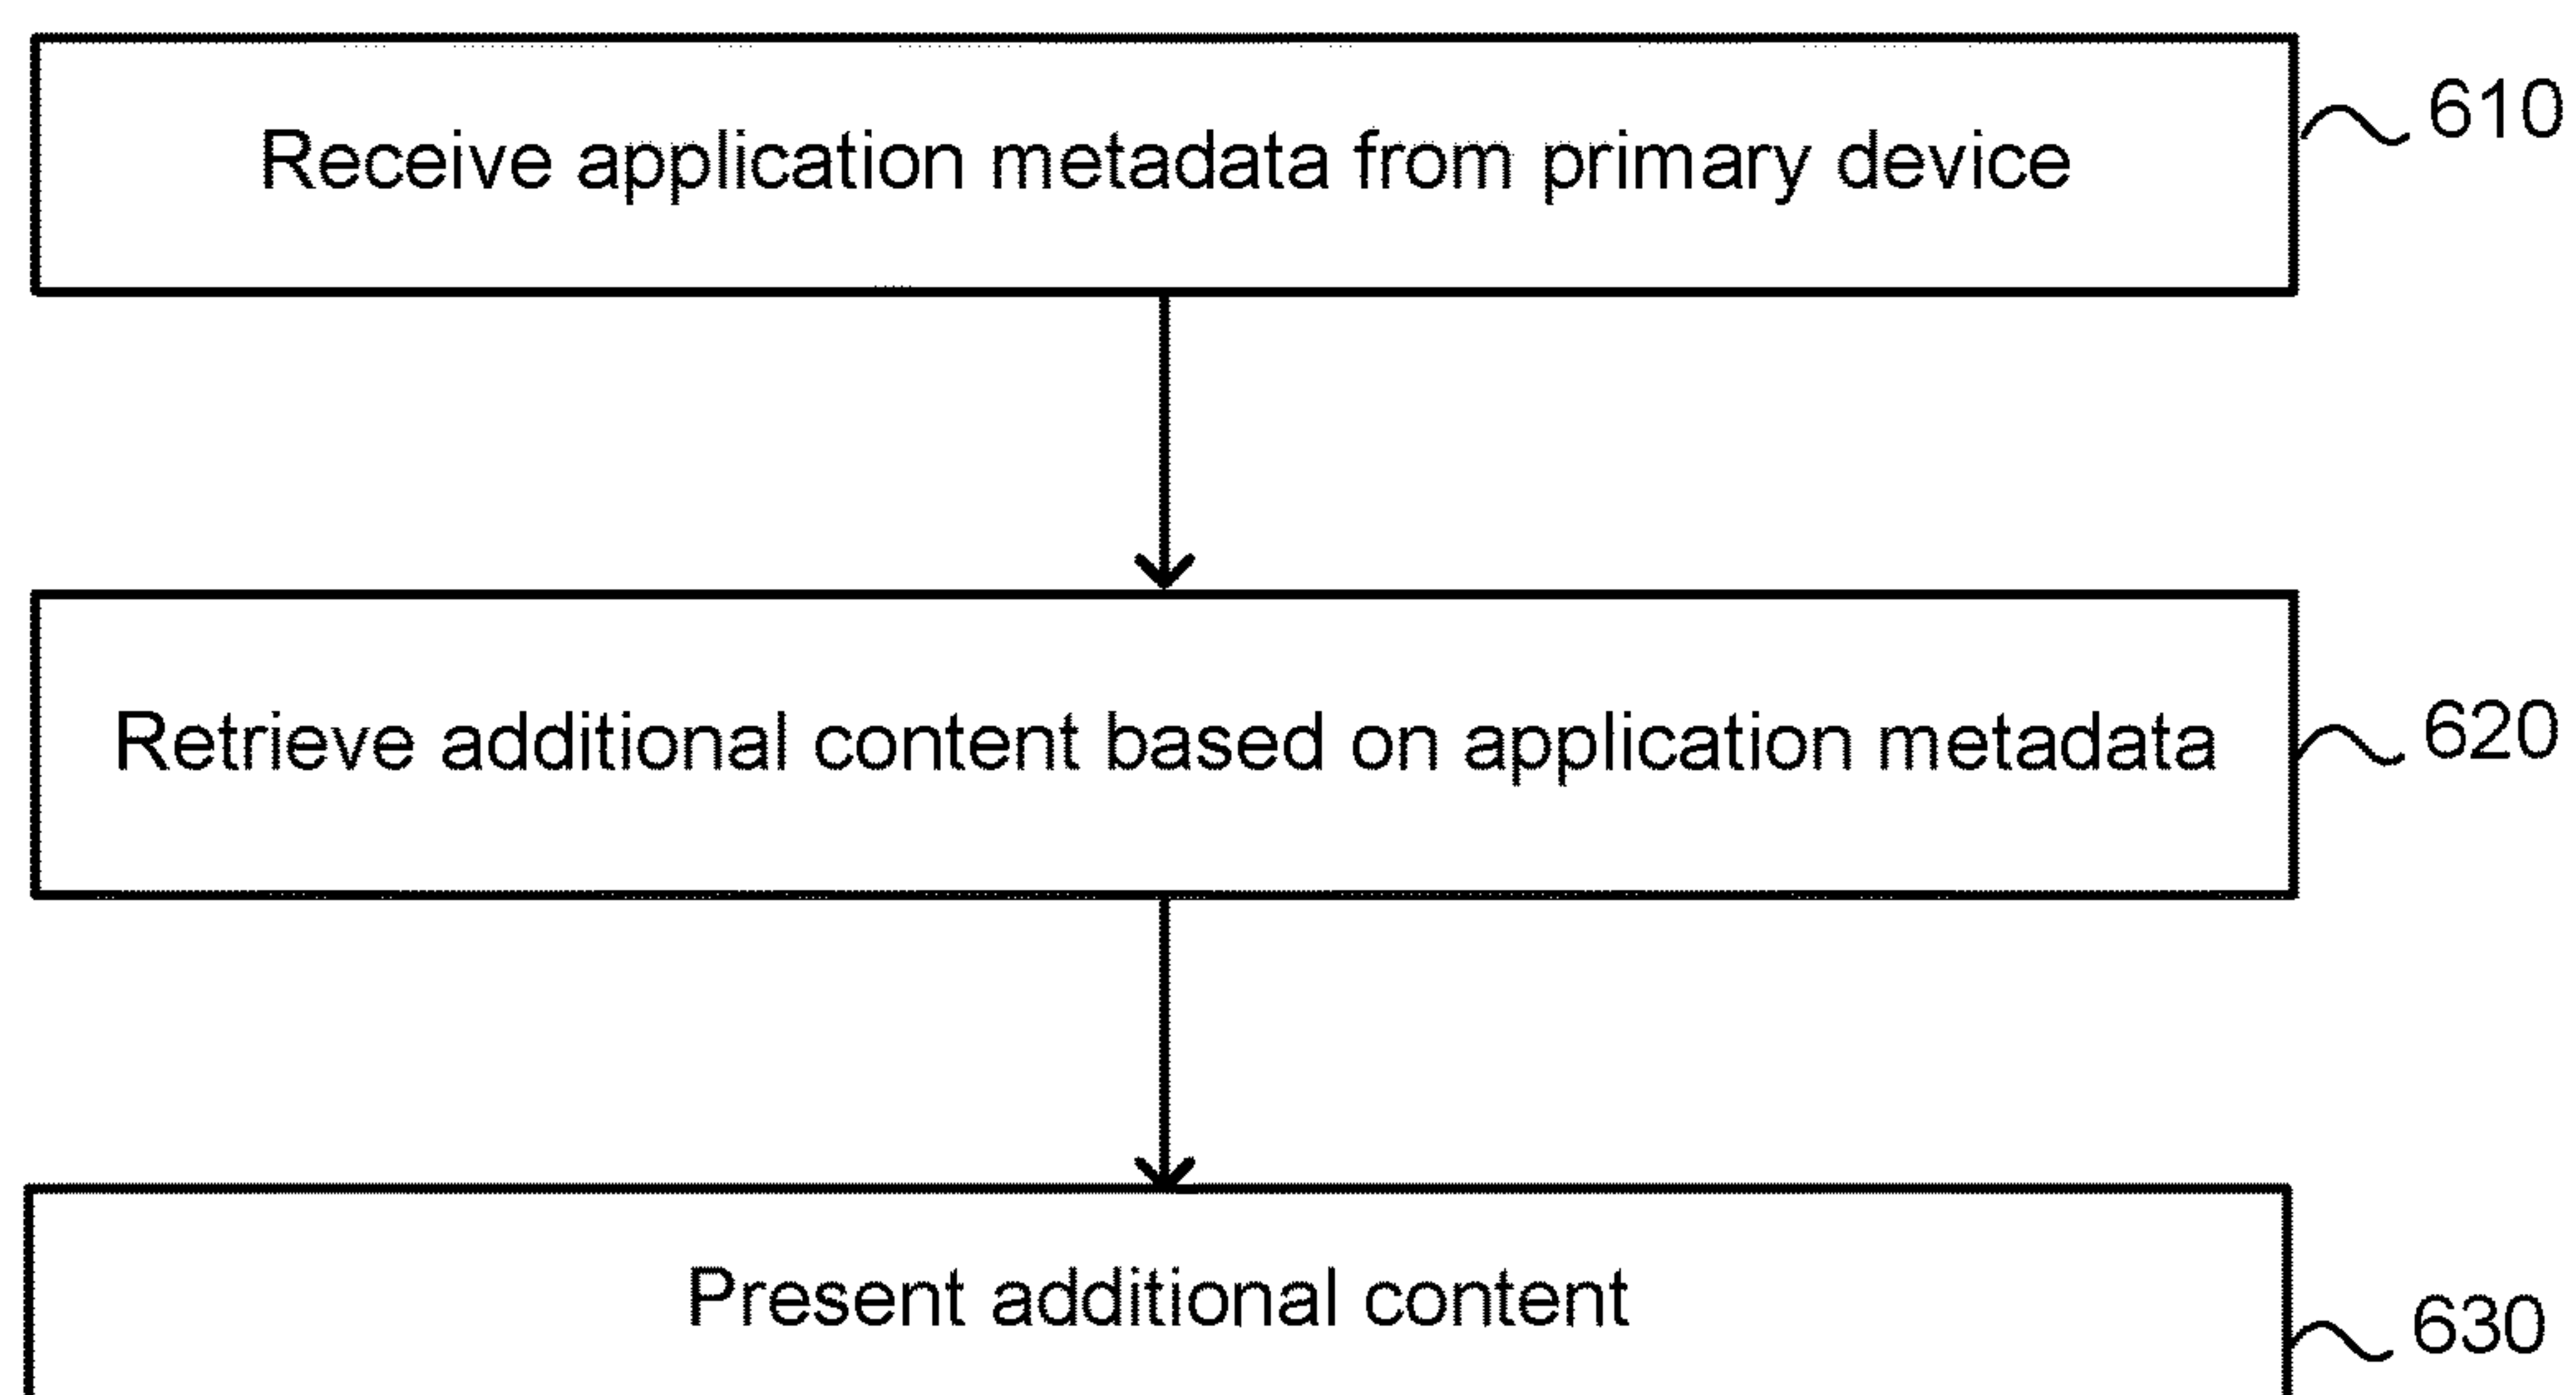 Receive application metadata from primary device
610
Retrieve additional content based on application metadata
620
Present additional content
630